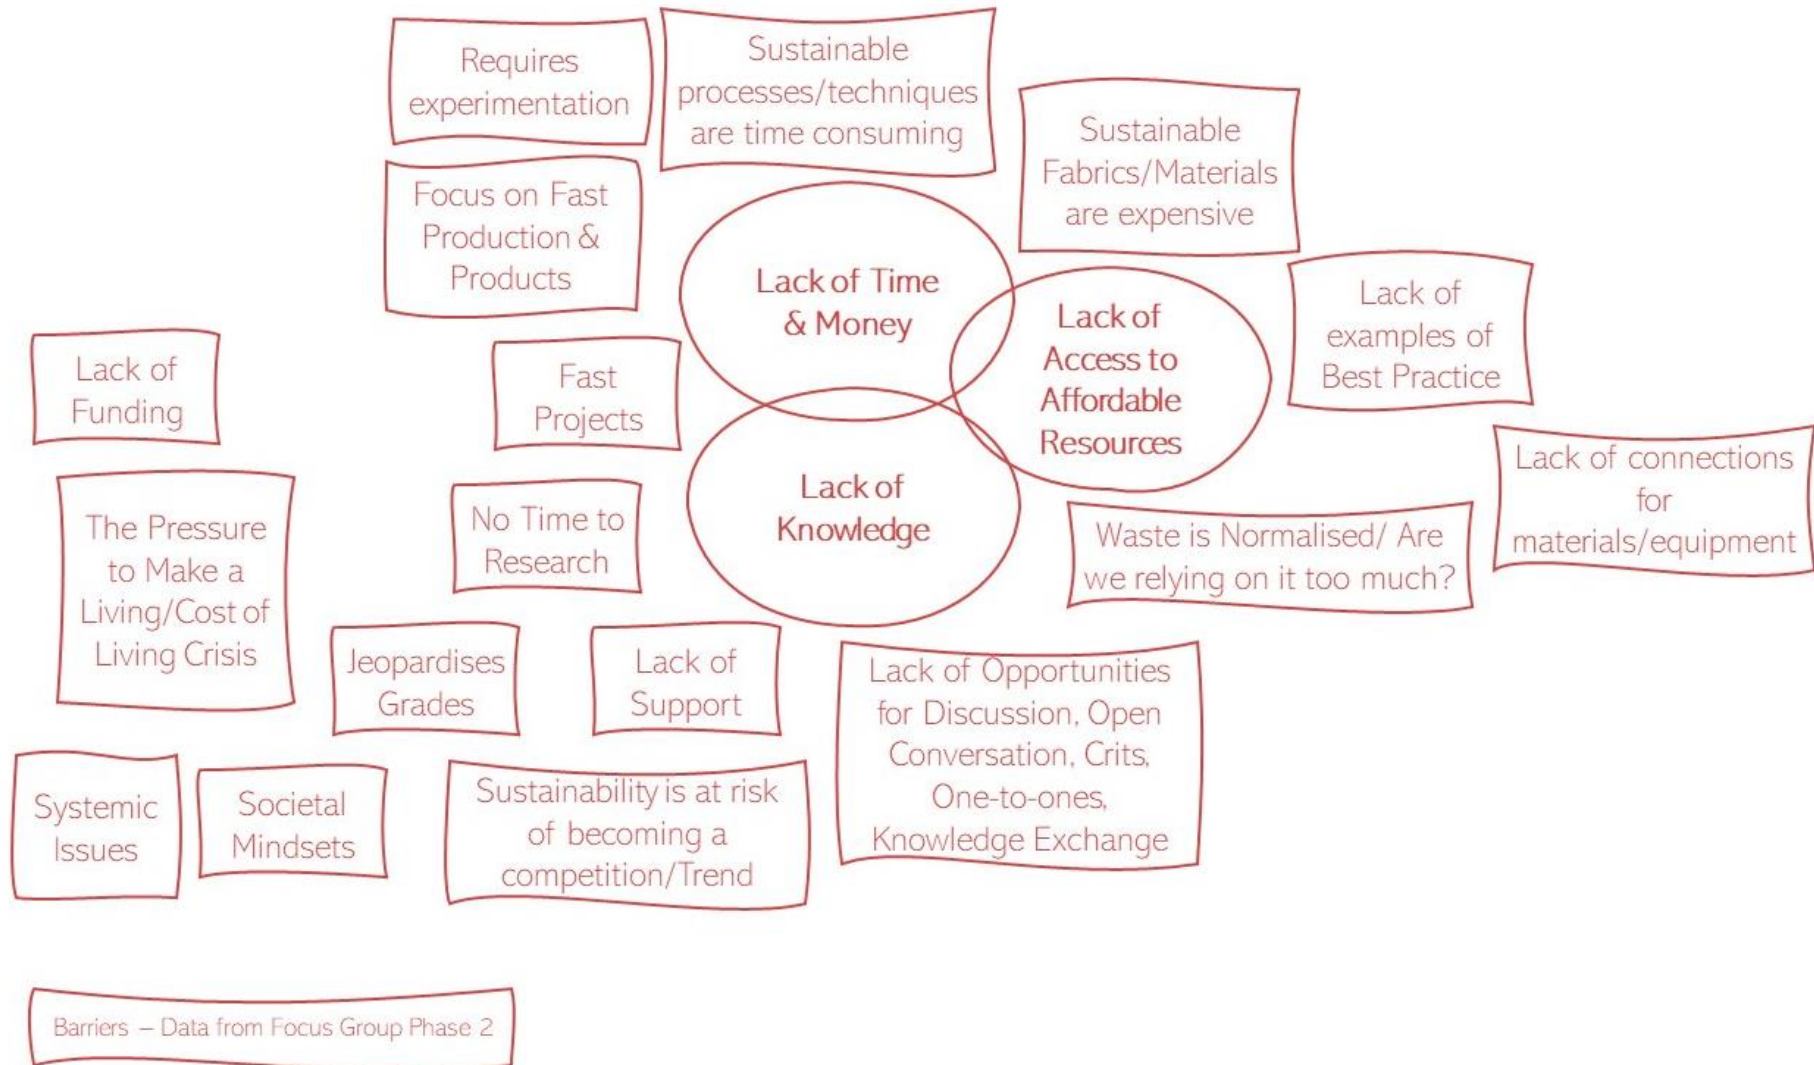 Requires
experimentation
Sustainable
processes/techniques
are time consuming
Sustainable
Fabrics/Materials
are expensive
Focus on Fast
Production &
Products
Lack of Time
& Money
Lack of
Access to
Affordable
Resources
Lack of
examples of
Best Practice
Lack of
Funding
Fast
Projects
Lack of
Knowledge
Lack of connections
for
materials/equipment
The Pressure
to Make a
Living/Cost of
Living Crisis
No Time to
Research
Waste is Normalised/ Are
we relying on it too much?
Jeopardises
Grades
Lack of
Support
Lack of Opportunities
for Discussion, Open
Conversation, Crits,
One-to-ones,
Knowledge Exchange
Systemic
Issues
Societal
Mindsets
Sustainability is at risk
of becoming a
competition/Trend
Barriers – Data from Focus Group Phase 2